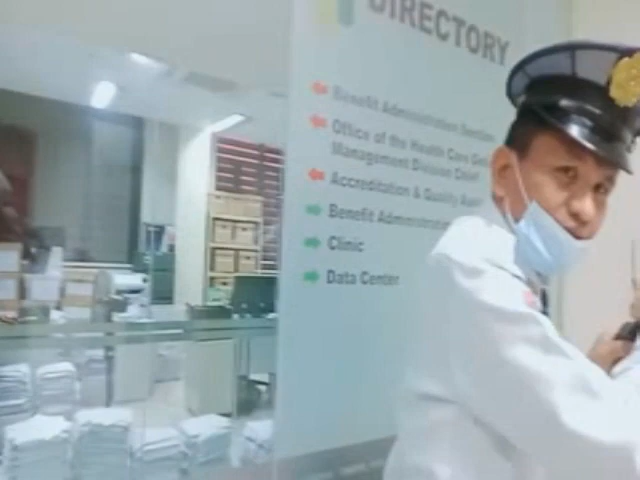 DIRECTORY
Benefit Administration Section
Office of the Health Care
Management Division Chief
Accreditation & Quality
Benefit Administration
Clinic
Data Center